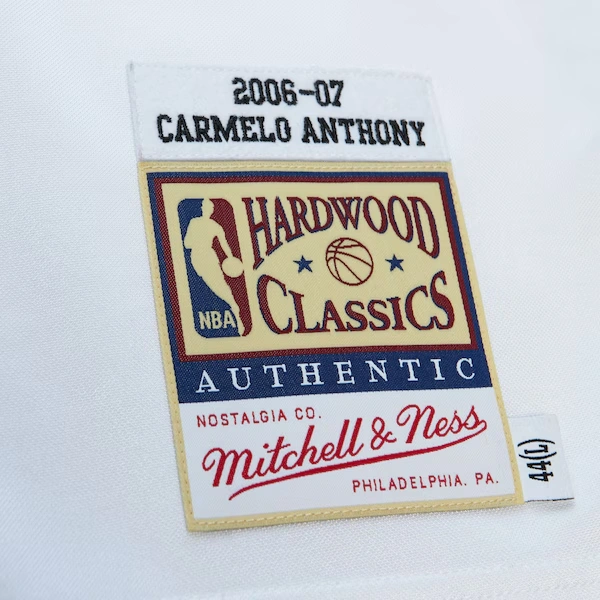 2006-07
CARMELO ANTHONY
HARDWOOD
CLASSICS
NBA
AUTHENTIC
NOSTALGIA CO.
Mitchell & Ness
PHILADELPHIA, PA.
44(L)